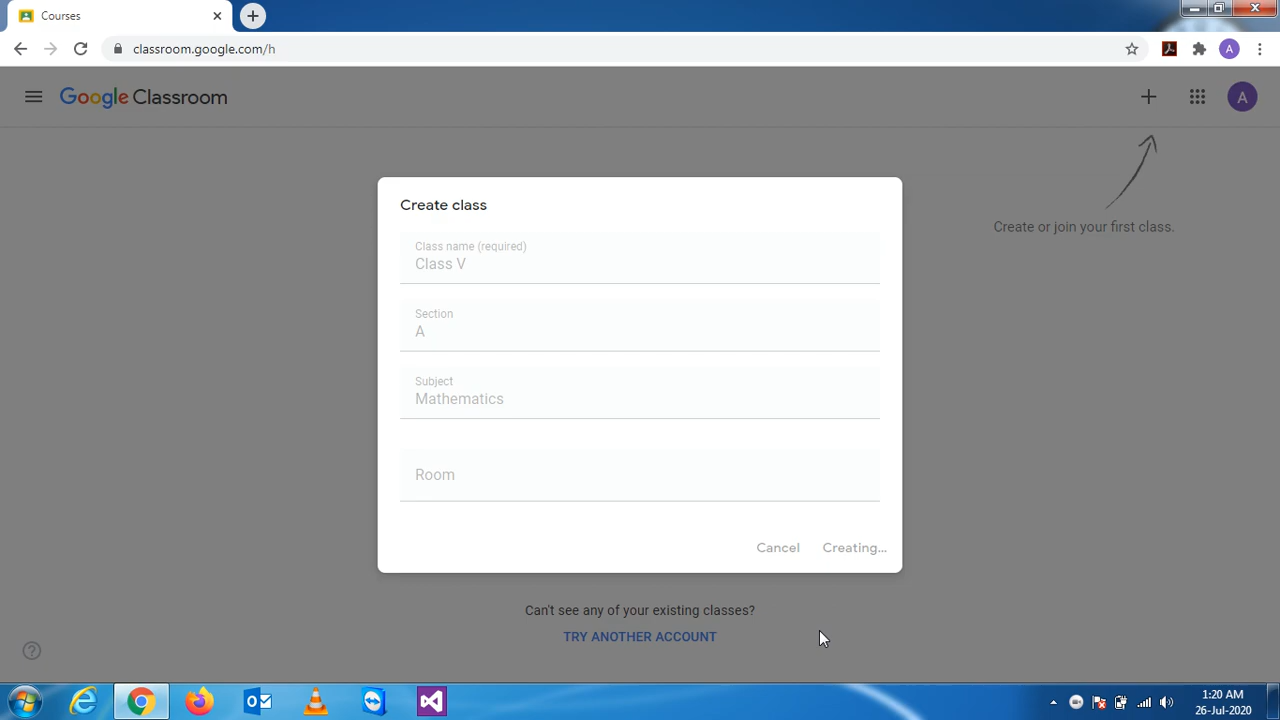 Courses
classroom.google.com/h
A
Google Classroom
A
Create or join your first class.
Create class
Class name (required)
Class V
Section
A
Subject
Mathematics
Room
Cancel
Creating...
Can't see any of your existing classes?
TRY ANOTHER ACCOUNT
1:20 AM
26-Jul-2020